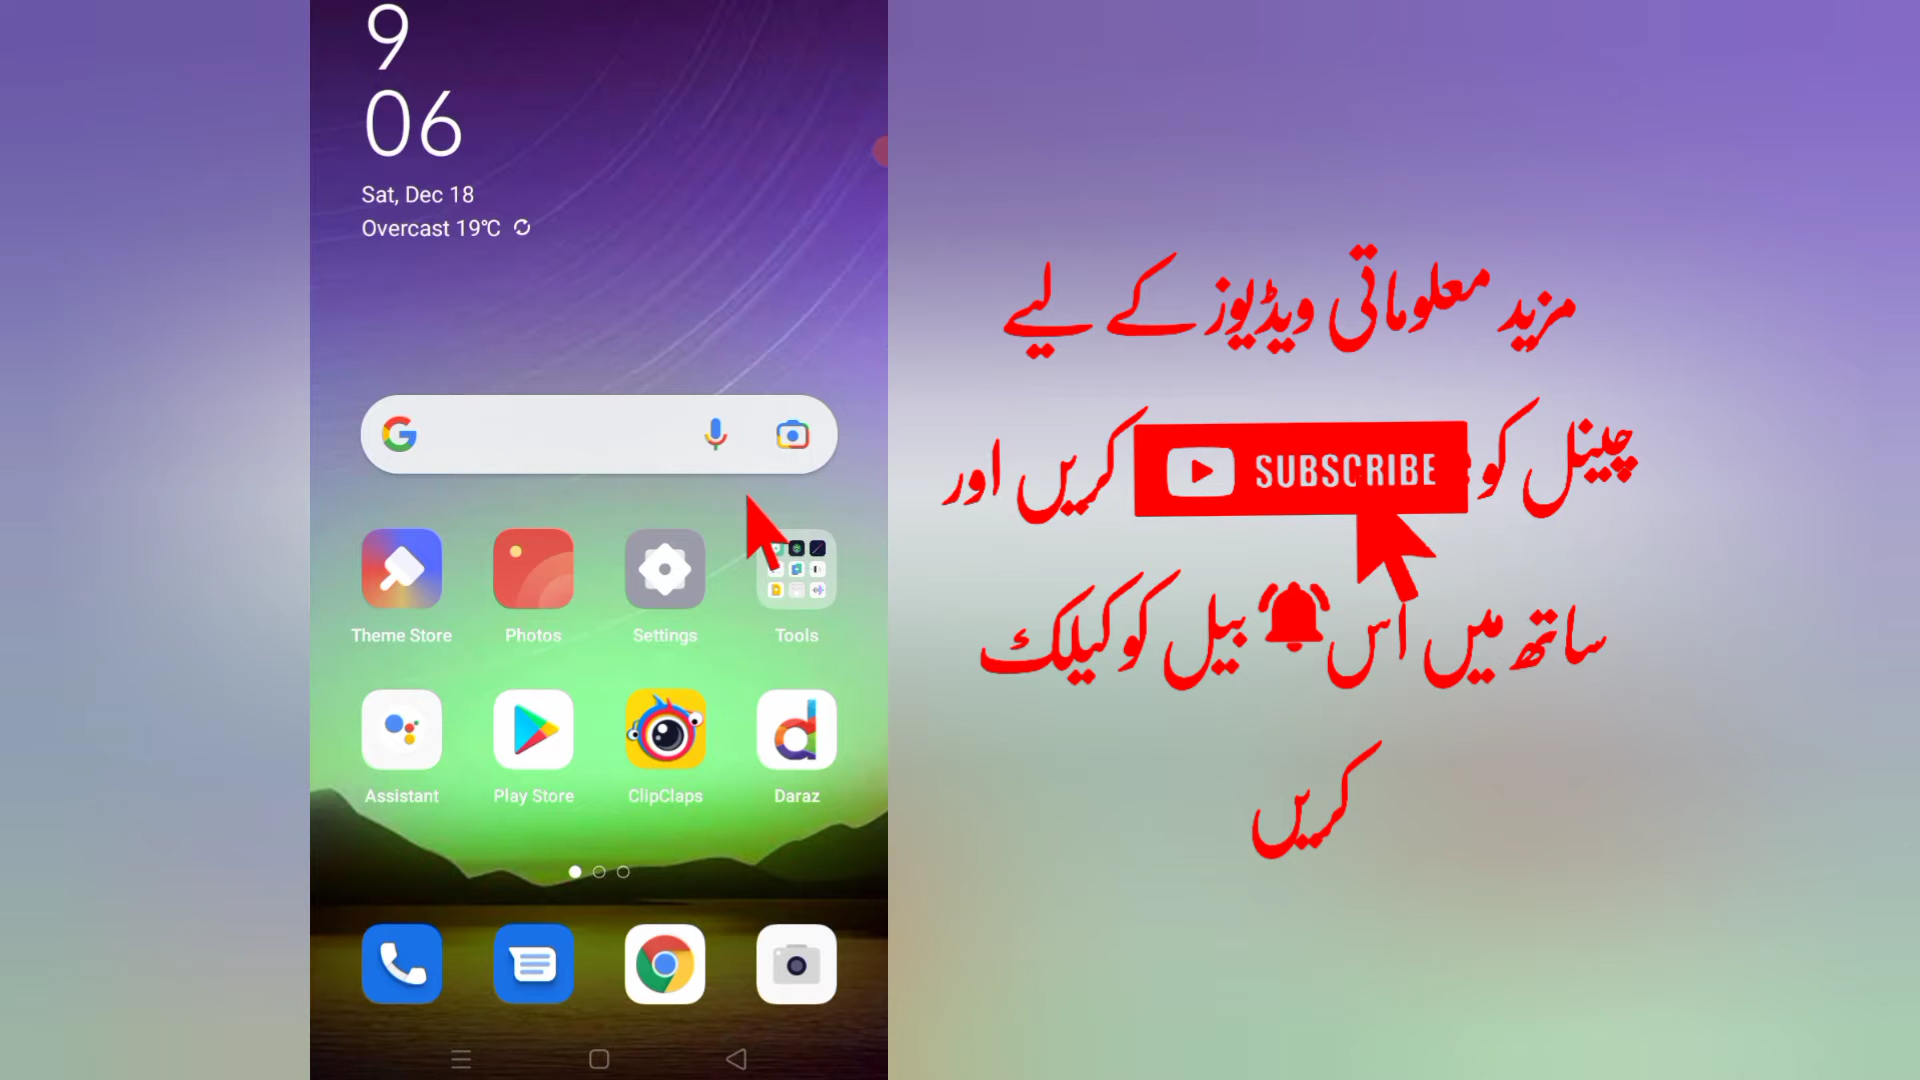 9
06
Sat, Dec 18
Overcast 19℃
Theme Store Photos Settings Tools
Assistant Play Store ClipClaps Daraz
مزید معلوماتی ویڈیوز کے لیے
چینل کو SUBSCRIBE کریں اور
ساتھ میں اس بیل کو کیلک
کریں